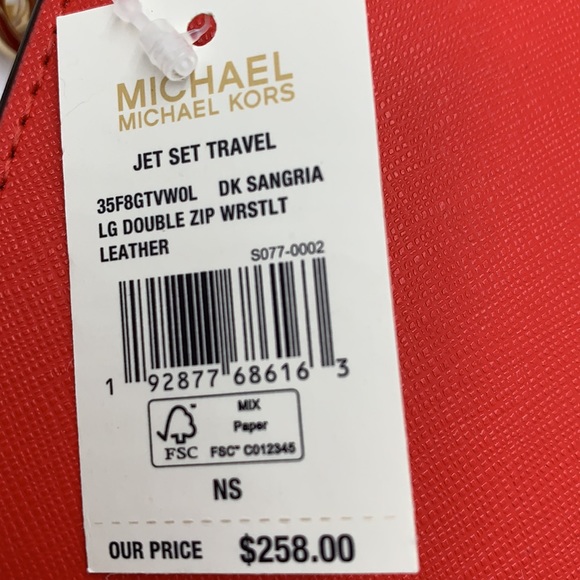 MICHAEL
MICHAEL KORS
JET SET TRAVEL
35F8GTVW0L DK SANGRIA
LG DOUBLE ZIP WRSTLT
LEATHER
S077-0002
1 92877 68616 3
MIX
Paper
FSC FSC™ C012345
NS
OUR PRICE $258.00